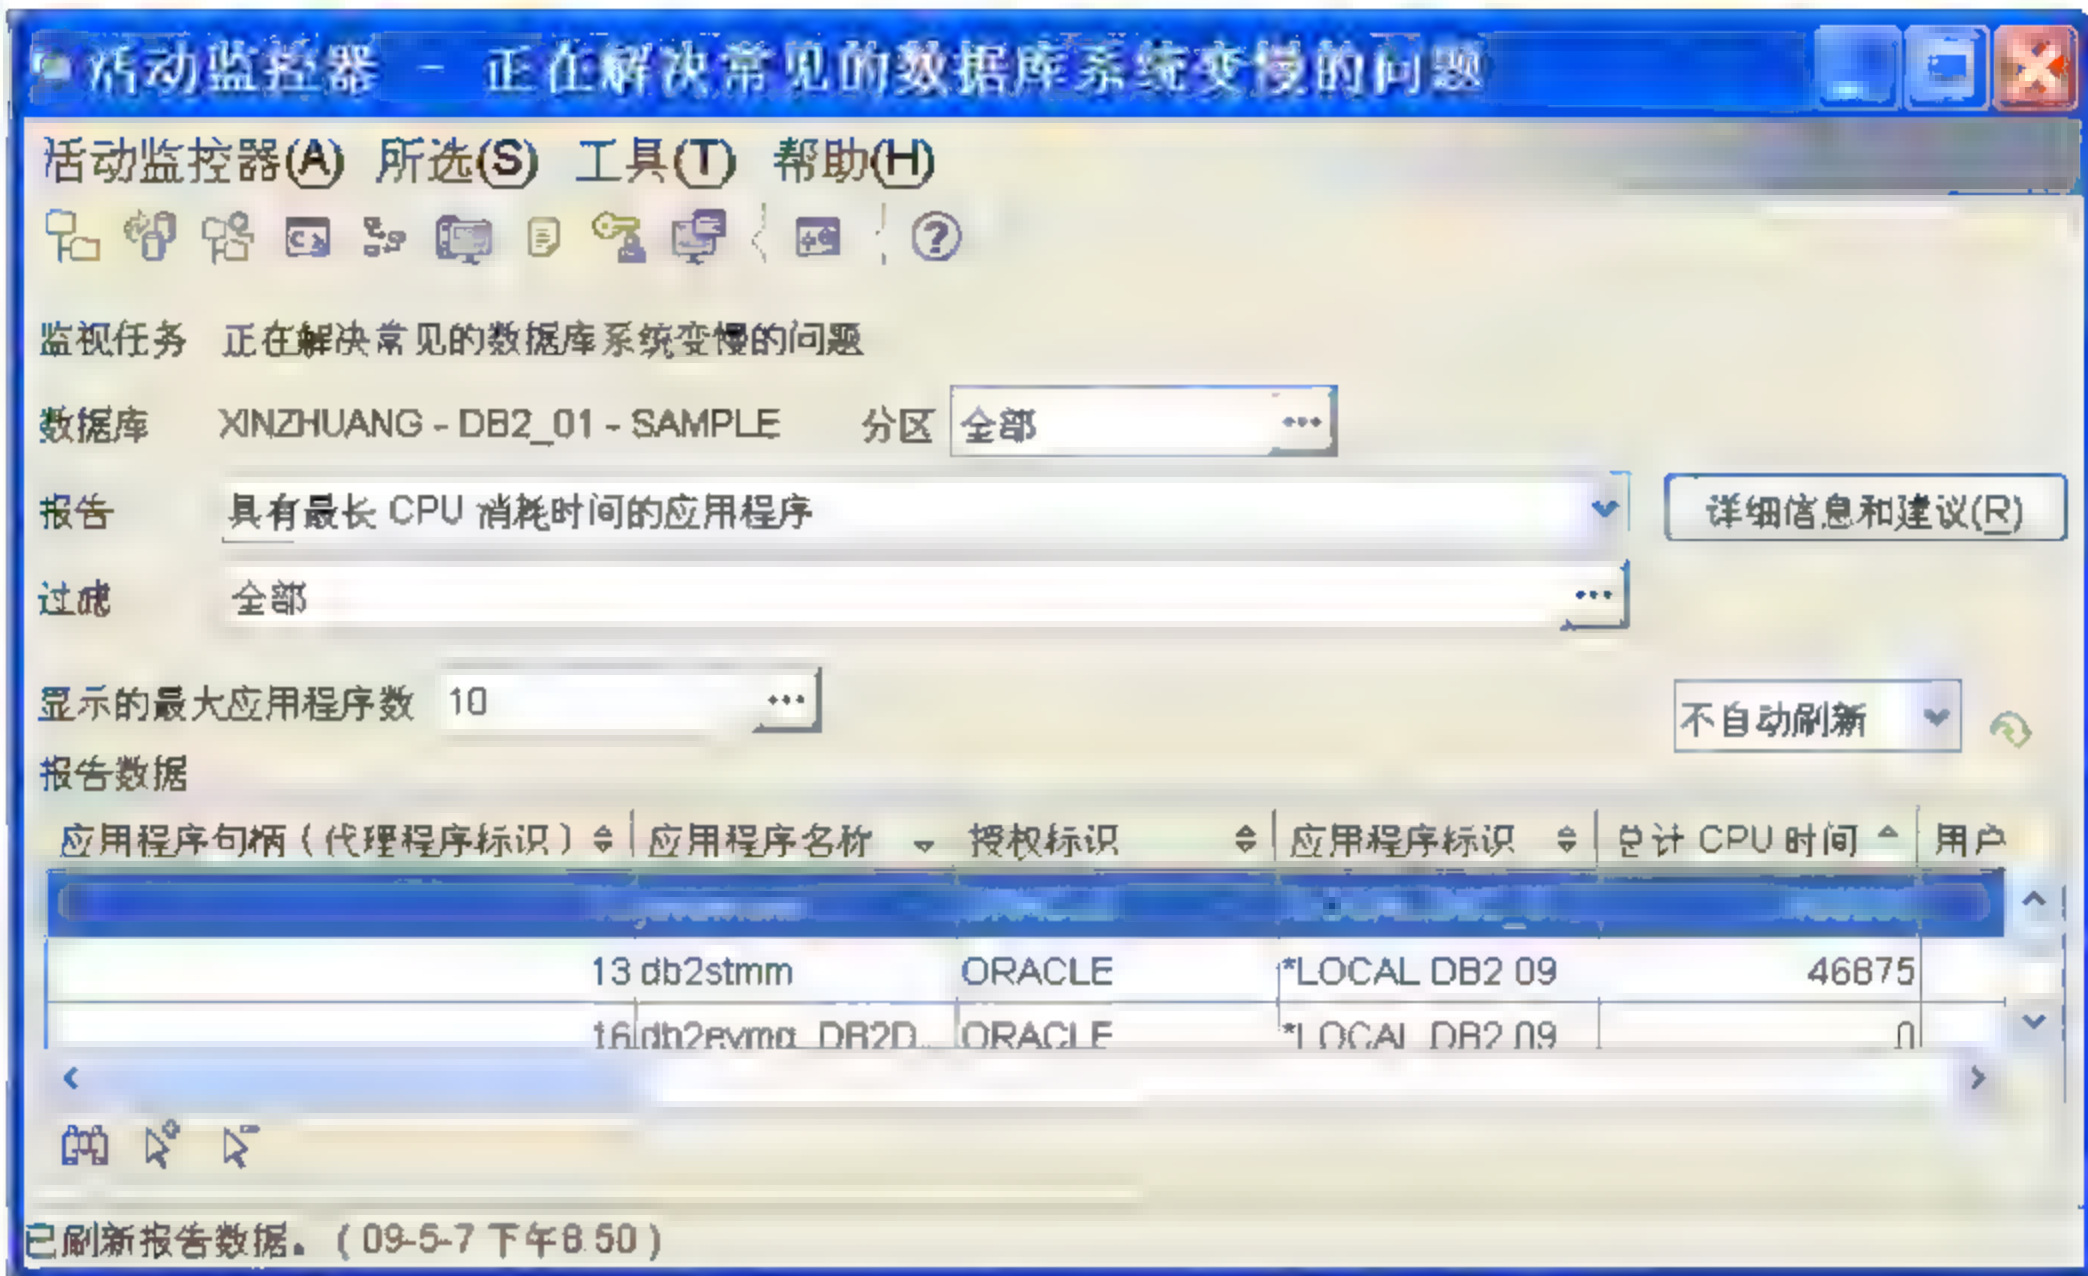 活动监控器 - 正在解决常见的数据库系统变慢的问题
活动监控器(A) 所选(S) 工具(T) 帮助(H)
监视任务 正在解决常见的数据库系统变慢的问题
数据库 XINZHUANG - DB2_01 - SAMPLE 分区 全部
报告 具有最长 CPU 消耗时间的应用程序 详细信息和建议(R)
过滤 全部
显示的最大应用程序数 10 不自动刷新
报告数据
应用程序句柄（代理程序标识） 应用程序名称 授权标识 应用程序标识 总计 CPU 时间 用户
13 db2stmm ORACLE *LOCAL DB2 09 46875
16 db2evmg_DB2D... ORACLE *LOCAL DB2 09 0
已刷新报告数据。(09-5-7 下午8 50)